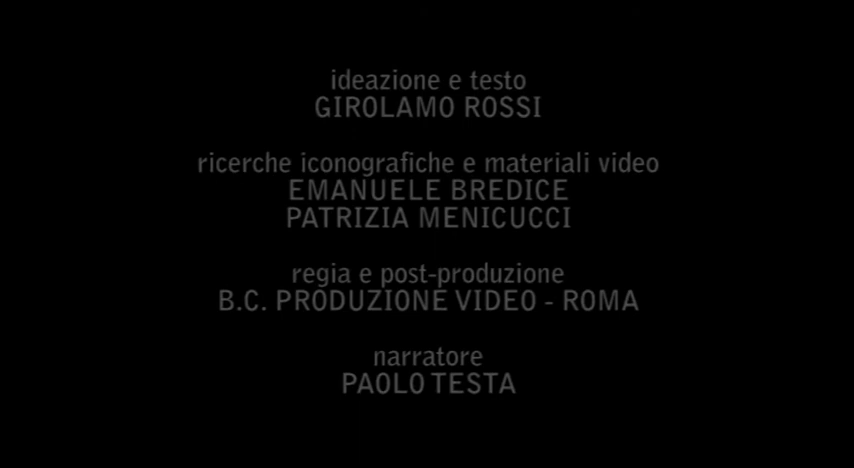 ideazione e testo
GIROLAMO ROSSI
ricerche iconografiche e materiali video
EMANUELE BREDICE
PATRIZIA MENICUCCI
regia e post-produzione
B.C. PRODUZIONE VIDEO - ROMA
narratore
PAOLO TESTA